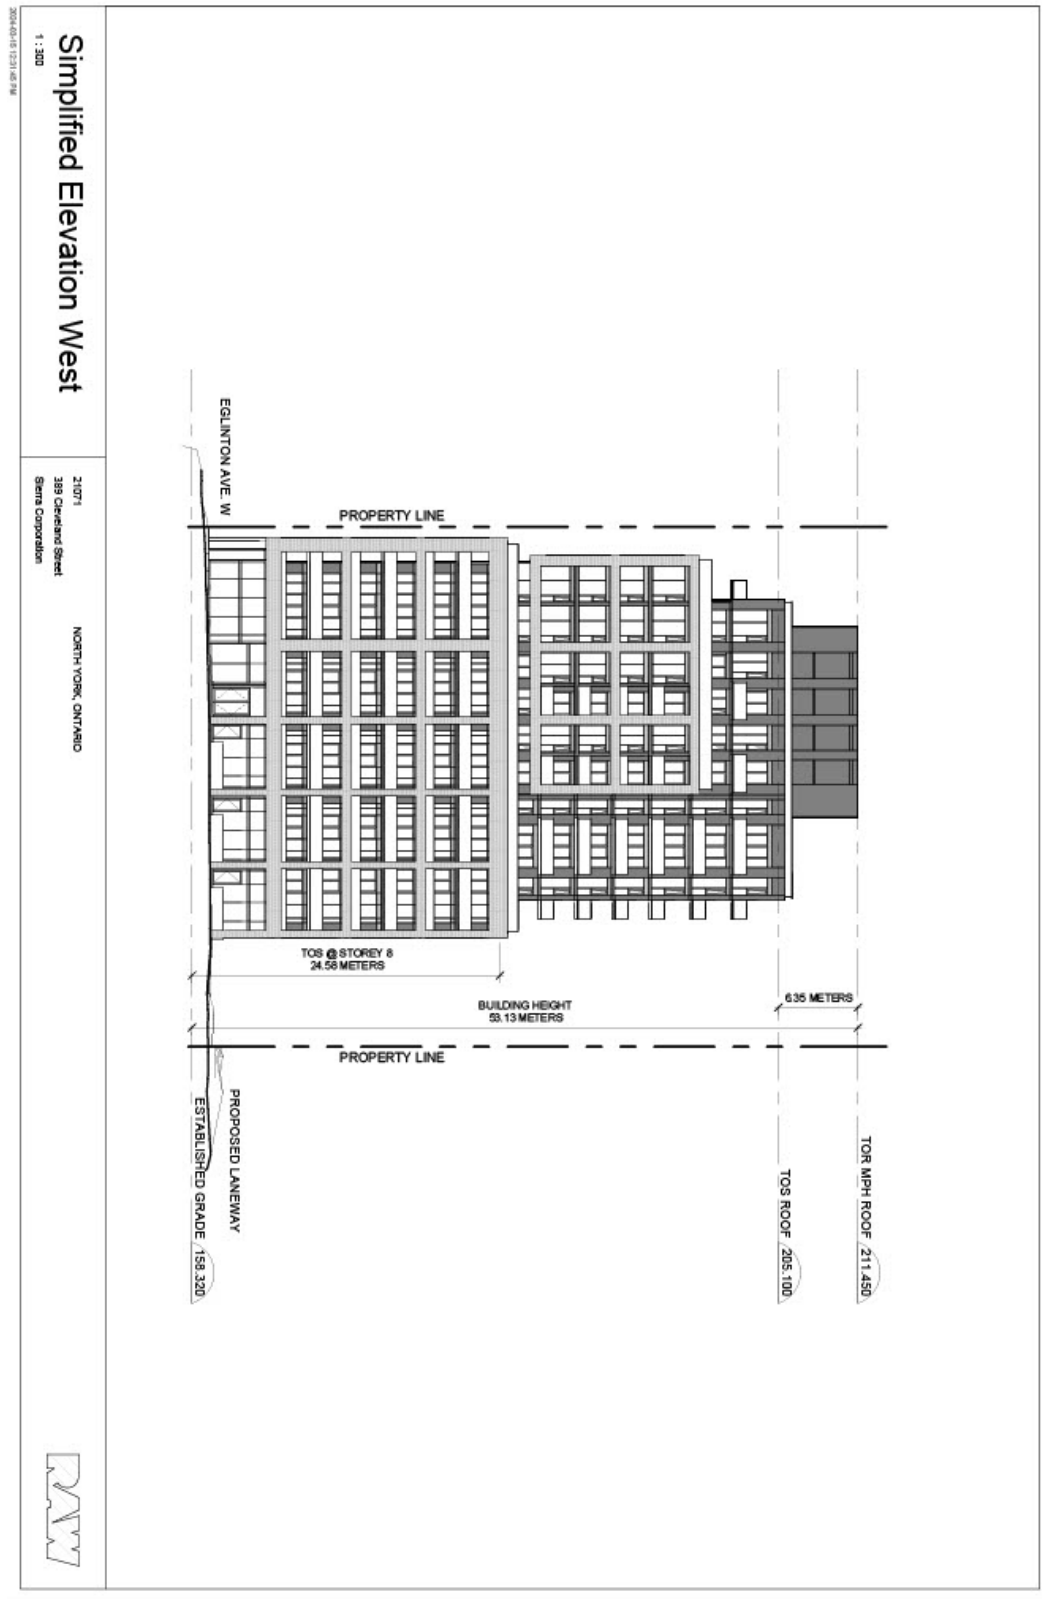 EGLINTON AVE. W
PROPERTY LINE
TOS @ STOREY 8
24.58 METERS
BUILDING HEIGHT
53.13 METERS
6.35 METERS
PROPERTY LINE
TOR MPH ROOF 211.450
TOS ROOF 205.100
PROPOSED LANEWAY
ESTABLISHED GRADE 158.320
Simplified Elevation West
1 : 300
21071
389 Cleveland Street
Sierra Corporation
NORTH YORK, ONTARIO
RAW